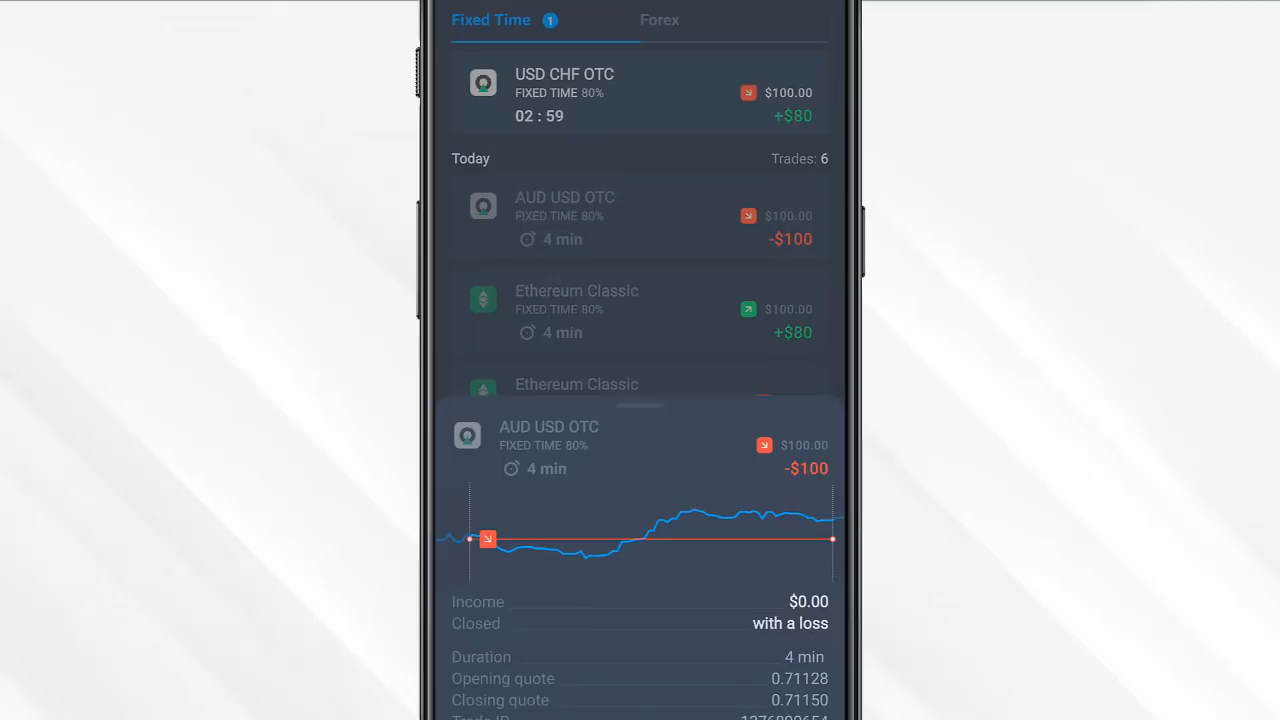 Fixed Time 1 Forex
USD CHF OTC
FIXED TIME 80% $100.00
02 : 59 +$80
Today Trades: 6
AUD USD OTC
FIXED TIME 80% $100.00
4 min -$100
Ethereum Classic
FIXED TIME 80% $100.00
4 min +$80
Ethereum Classic
AUD USD OTC
FIXED TIME 80% $100.00
4 min -$100
Income $0.00
Closed with a loss
Duration 4 min
Opening quote 0.71128
Closing quote 0.71150